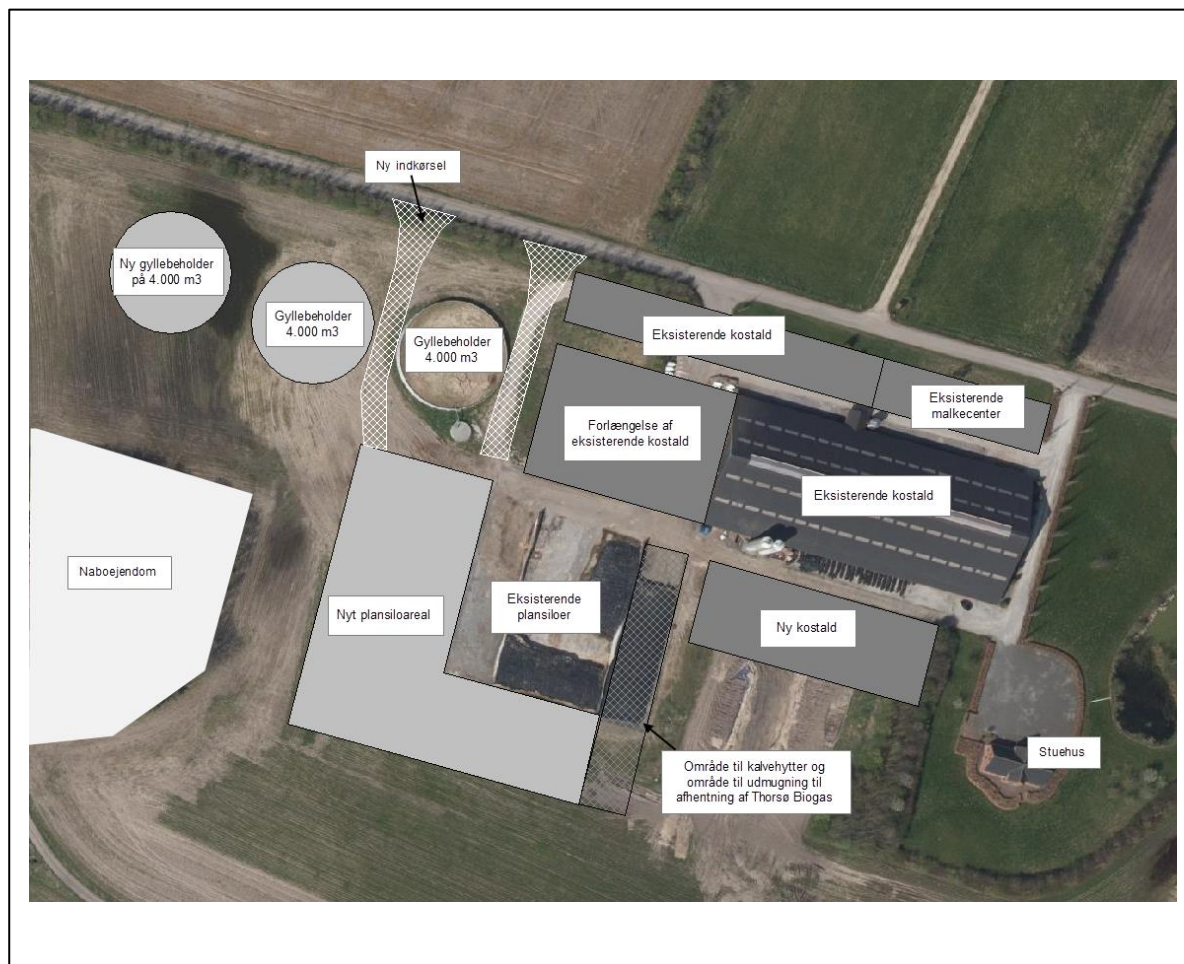 Ny indkørsel
Ny gyllebeholder
på 4.000 m3
Gyllebeholder
4.000 m3
Gyllebeholder
4.000 m3
Eksisterende kostald
Eksisterende
malkecenter
Forlængelse af
eksisterende kostald
Eksisterende kostald
Naboejendom
Nyt plansiloareal
Eksisterende
plansiloer
Ny kostald
Område til kalvehytter og
område til udmugning til
afhentning af Thorsø Biogas
Stuehus